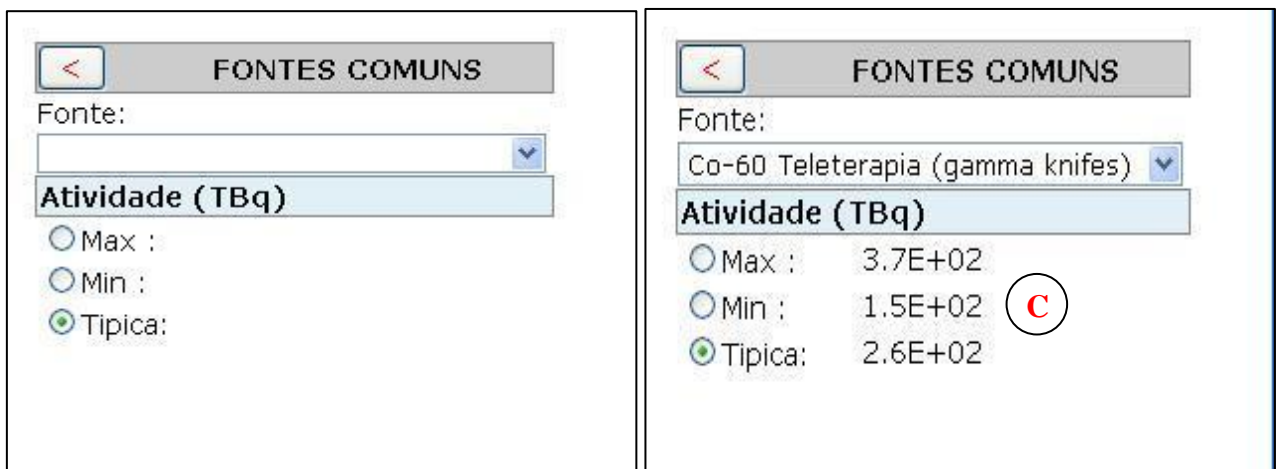 < FONTES COMUNS
Fonte:
Atividade (TBq)
Max :
Min :
Tipica:
< FONTES COMUNS
Fonte:
Co-60 Teleterapia (gamma knifes)
Atividade (TBq)
Max : 3.7E+02
Min : 1.5E+02 C
Tipica: 2.6E+02